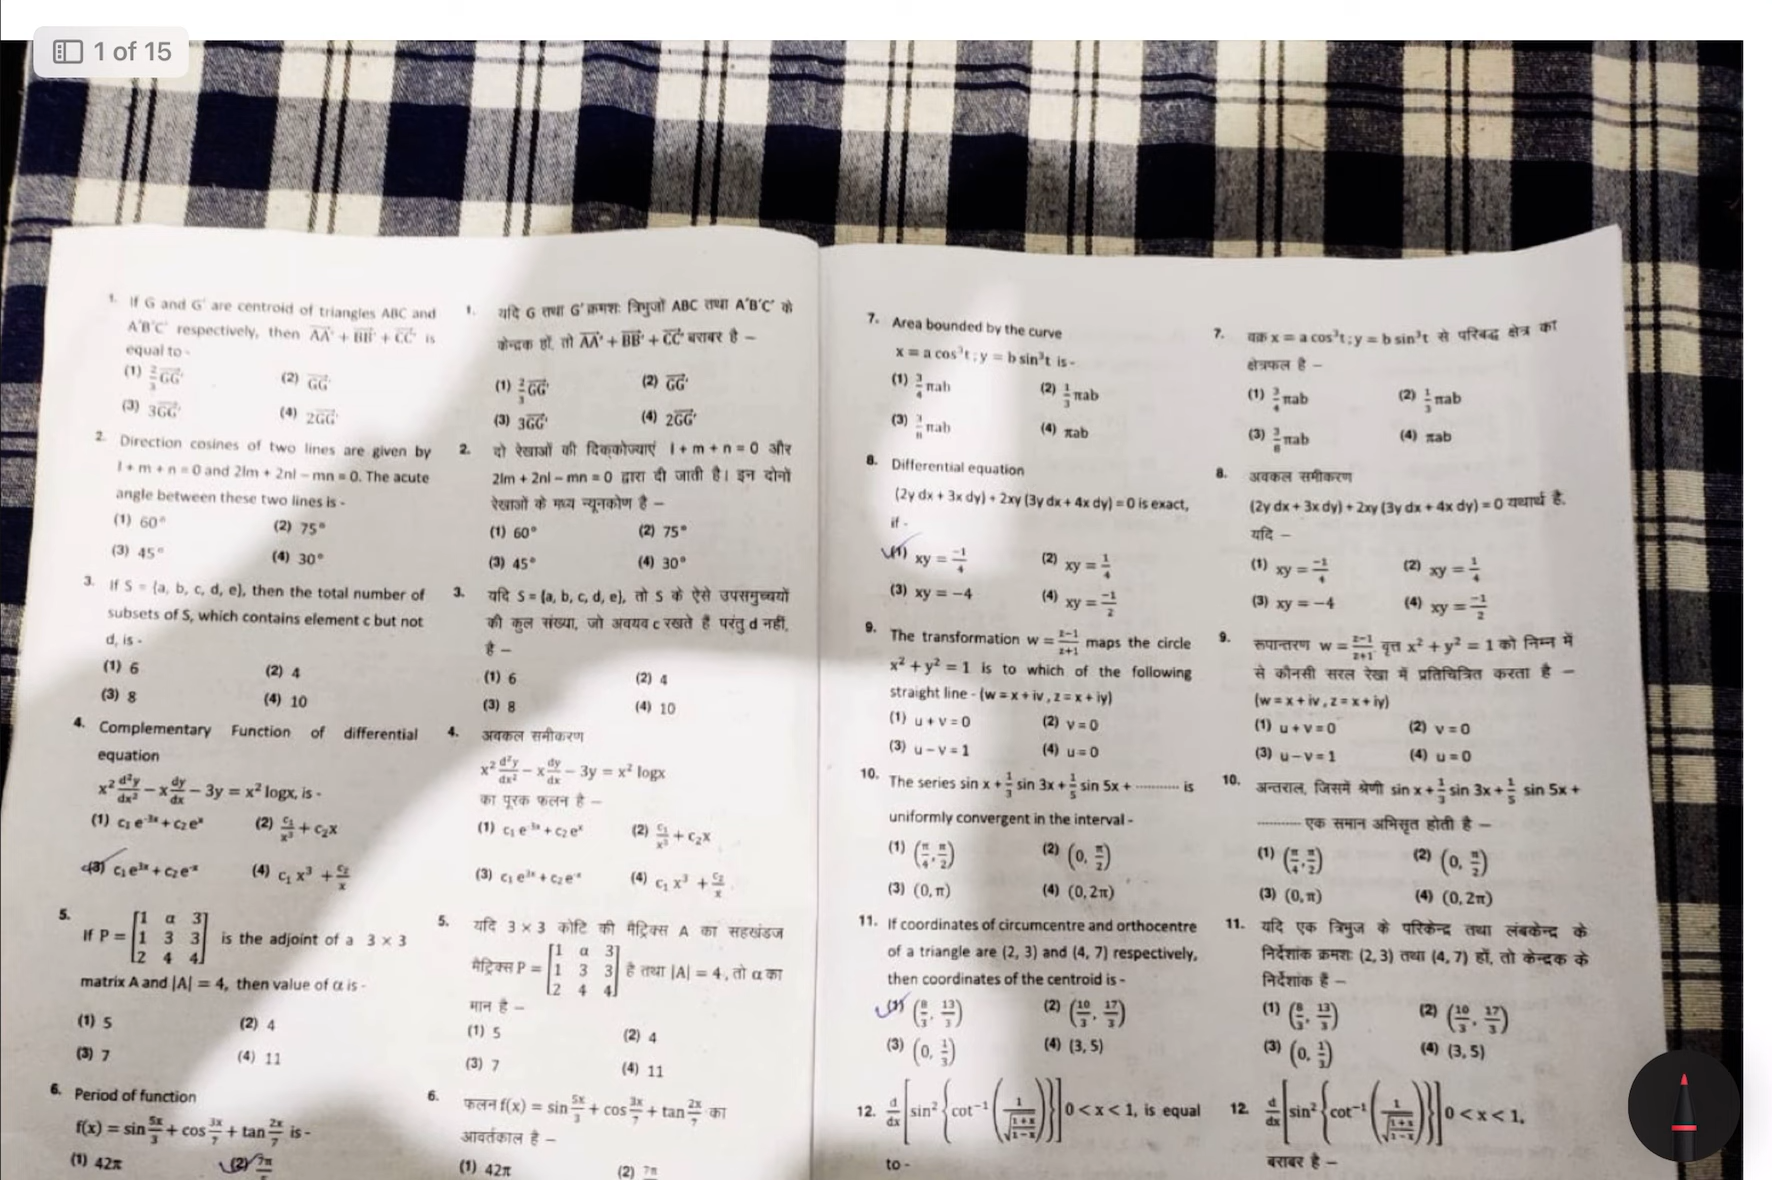 1 of 15
1. If G and G' are centroid of triangles ABC and
A'B'C' respectively, then AA' + BB' + CC' is
equal to -
(1) 2/3 GG' (2) GG'
(3) 3GG' (4) 2GG'
2. Direction cosines of two lines are given by
l + m + n = 0 and 2lm + 2nl – mn = 0. The acute
angle between these two lines is -
(1) 60° (2) 75°
(3) 45° (4) 30°
3. If S = {a, b, c, d, e}, then the total number of
subsets of S, which contains element c but not
d, is -
(1) 6 (2) 4
(3) 8 (4) 10
4. Complementary Function of differential
equation
x² d²y/dx² – x dy/dx – 3y = x² logx, is -
(1) c₁ e⁻³ˣ + c₂ eˣ (2) c₁/x³ + c₂x
(3) c₁ e³ˣ + c₂ e⁻ˣ (4) c₁ x³ + c₂/x
5. If P = [1 α 3
1 3 3
2 4 4] is the adjoint of a 3 × 3
matrix A and |A| = 4, then value of α is -
(1) 5 (2) 4
(3) 7 (4) 11
6. Period of function
f(x) = sin 5x/3 + cos 3x/7 + tan 2x/7 is -
(1) 42π (2) 7π
1. यदि G तथा G' क्रमशः त्रिभुजों ABC तथा A'B'C' के
केन्द्रक हों, तो AA' + BB' + CC' बराबर है –
(1) 2/3 GG' (2) GG'
(3) 3GG' (4) 2GG'
2. दो रेखाओं की दिक्कोज्याएं l + m + n = 0 और
2lm + 2nl – mn = 0 द्वारा दी जाती है। इन दोनों
रेखाओं के मध्य न्यूनकोण है –
(1) 60° (2) 75°
(3) 45° (4) 30°
3. यदि S = {a, b, c, d, e}, तो S के ऐसे उपसमुच्चयों
की कुल संख्या, जो अवयव c रखते हैं परंतु d नहीं,
है –
(1) 6 (2) 4
(3) 8 (4) 10
4. अवकल समीकरण
x² d²y/dx² – x dy/dx – 3y = x² logx
का पूरक फलन है –
(1) c₁ e⁻³ˣ + c₂ eˣ (2) c₁/x³ + c₂x
(3) c₁ e³ˣ + c₂ e⁻ˣ (4) c₁ x³ + c₂/x
5. यदि 3 × 3 कोटि की मैट्रिक्स A का सहखंडज
मैट्रिक्स P = [1 α 3
1 3 3
2 4 4] है तथा |A| = 4, तो α का
मान है –
(1) 5 (2) 4
(3) 7 (4) 11
6. फलन f(x) = sin 5x/3 + cos 3x/7 + tan 2x/7 का
आवर्तकाल है –
(1) 42π (2) 7π
7. Area bounded by the curve
x = a cos³t ; y = b sin³t is -
(1) 3/4 πab (2) 1/3 πab
(3) 3/8 πab (4) πab
8. Differential equation
(2y dx + 3x dy) + 2xy (3y dx + 4x dy) = 0 is exact,
if -
(1) xy = –1/4 (2) xy = 1/4
(3) xy = –4 (4) xy = –1/2
9. The transformation w = z–1/z+1 maps the circle
x² + y² = 1 is to which of the following
straight line - (w = x + iv , z = x + iy)
(1) u + v = 0 (2) v = 0
(3) u – v = 1 (4) u = 0
10. The series sin x + 1/3 sin 3x + 1/5 sin 5x + ........... is
uniformly convergent in the interval -
(1) (π/4, π/2) (2) (0, π/2)
(3) (0, π) (4) (0, 2π)
11. If coordinates of circumcentre and orthocentre
of a triangle are (2, 3) and (4, 7) respectively,
then coordinates of the centroid is -
(1) (8/3, 13/3) (2) (10/3, 17/3)
(3) (0, 1/3) (4) (3, 5)
12. d/dx [sin² {cot⁻¹ (1/√(1+x/1–x))}] 0 < x < 1, is equal
to -
7. वक्र x = a cos³t ; y = b sin³t से परिबद्ध क्षेत्र का
क्षेत्रफल है –
(1) 3/4 πab (2) 1/3 πab
(3) 3/8 πab (4) πab
8. अवकल समीकरण
(2y dx + 3x dy) + 2xy (3y dx + 4x dy) = 0 यथार्थ है.
यदि –
(1) xy = –1/4 (2) xy = 1/4
(3) xy = –4 (4) xy = –1/2
9. रूपान्तरण w = z–1/z+1 वृत्त x² + y² = 1 को निम्न में
से कौनसी सरल रेखा में प्रतिचित्रित करता है –
(w = x + iv , z = x + iy)
(1) u + v = 0 (2) v = 0
(3) u – v = 1 (4) u = 0
10. अन्तराल, जिसमें श्रेणी sin x + 1/3 sin 3x + 1/5 sin 5x +
........... एक समान अभिसृत होती है –
(1) (π/4, π/2) (2) (0, π/2)
(3) (0, π) (4) (0, 2π)
11. यदि एक त्रिभुज के परिकेन्द्र तथा लंबकेन्द्र के
निर्देशांक क्रमशः (2, 3) तथा (4, 7) हों, तो केन्द्रक के
निर्देशांक हैं –
(1) (8/3, 13/3) (2) (10/3, 17/3)
(3) (0, 1/3) (4) (3, 5)
12. d/dx [sin² {cot⁻¹ (1/√(1+x/1–x))}] 0 < x < 1,
बराबर है –